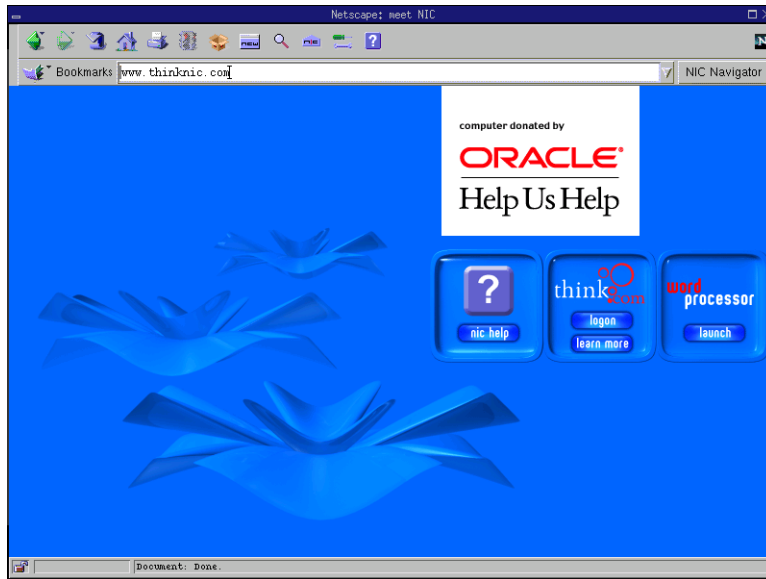 Netscape: meet NIC
NEW
Bookmarks www.thinknic.com NIC Navigator
computer donated by
ORACLE®
Help Us Help
?
nic help
think.com
logon
learn more
word
processor
launch
Document: Done.